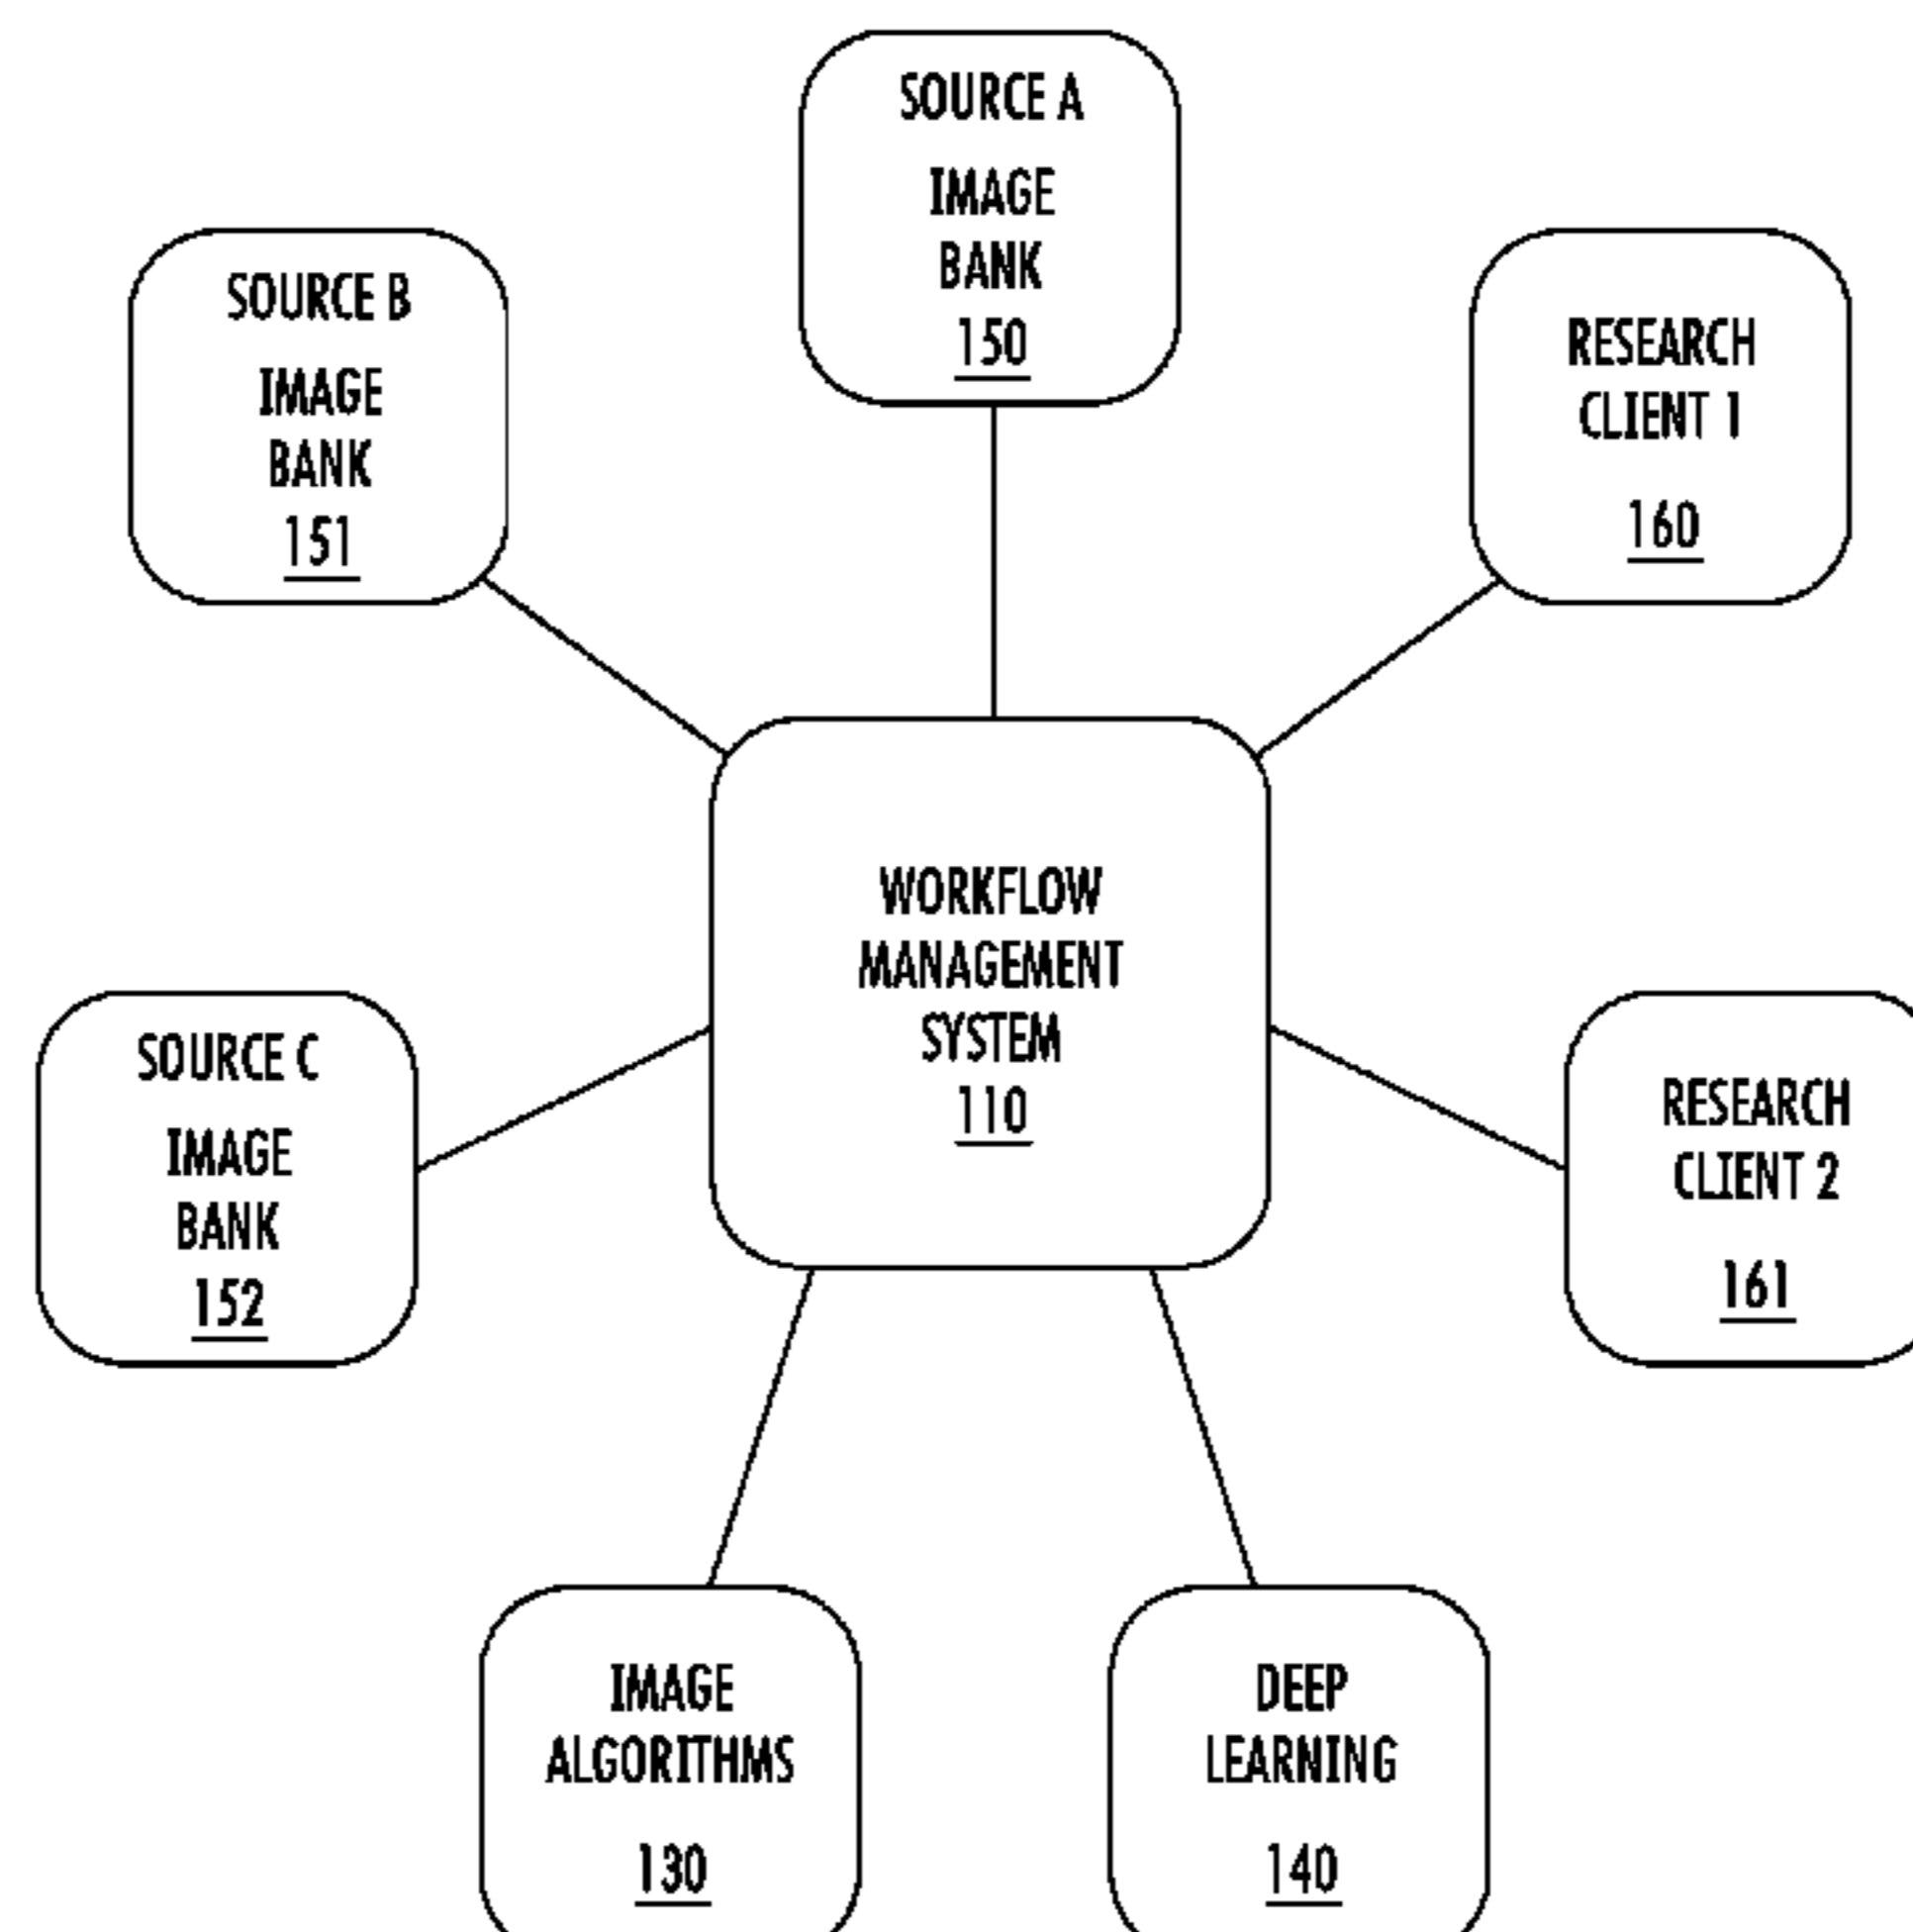 SOURCE A
IMAGE
BANK
150
SOURCE B
IMAGE
BANK
151
RESEARCH
CLIENT 1
160
WORKFLOW
MANAGEMENT
SYSTEM
110
SOURCE C
IMAGE
BANK
152
RESEARCH
CLIENT 2
161
IMAGE
ALGORITHMS
130
DEEP
LEARNING
140